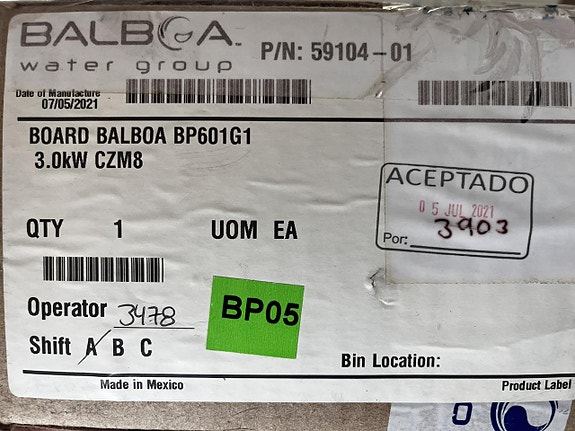 BALBOA™
water group
P/N: 59104-01
Date of Manufacture
07/05/2021
BOARD BALBOA BP601G1
3.0kW CZM8
ACEPTADO
05 JUL 2021
Por: 3903
QTY 1 UOM EA
Operator 3478
BP05
Shift A B C
Bin Location:
Made in Mexico
Product Label